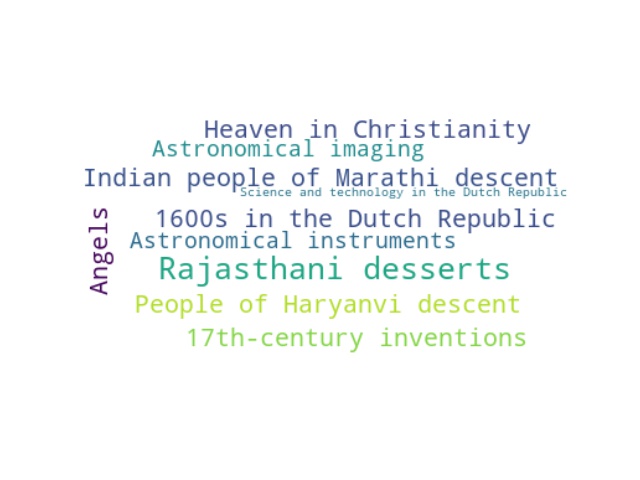 Heaven in Christianity
Astronomical imaging
Indian people of Marathi descent
Science and technology in the Dutch Republic
1600s in the Dutch Republic
Angels
Astronomical instruments
Rajasthani desserts
People of Haryanvi descent
17th-century inventions